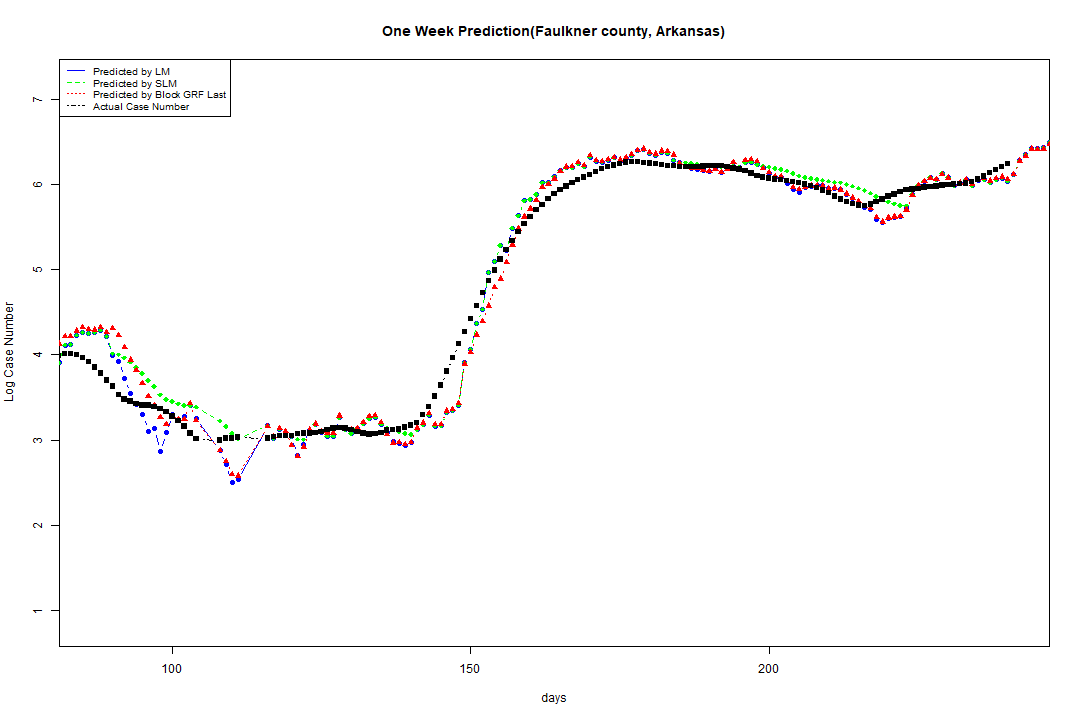 One Week Prediction(Faulkner county, Arkansas)
Predicted by LM
Predicted by SLM
Predicted by Block GRF Last
Actual Case Number
7
6
5
4
3
2
1
Log Case Number
100 150 200
days